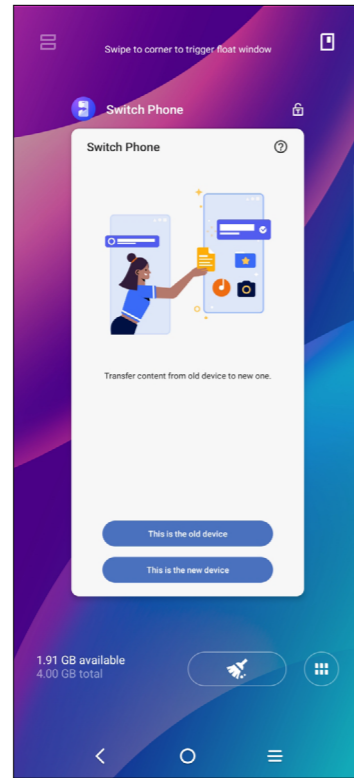 Swipe to corner to trigger float window
Switch Phone
Switch Phone
Transfer content from old device to new one.
This is the old device
This is the new device
1.91 GB available
4.00 GB total